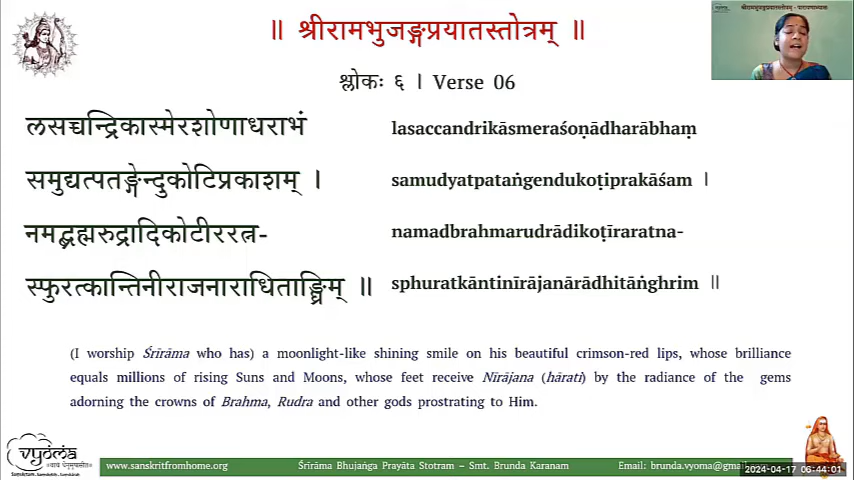 ॥ श्रीरामभुजङ्गप्रयातस्तोत्रम् ॥
श्लोकः ६ । Verse 06
लसच्चन्द्रिकास्मेरशोणाधराभं
lasaccandrikāsmeraśoṇādharābhaṃ
समुद्यत्पतङ्गेन्दुकोटिप्रकाशम् ।
samudyatpataṅgendukoṭiprakāśam ।
नमद्ब्रह्मरुद्रादिकोटीररत्न-
namadbrahmarudrādikoṭīraratna-
स्फुरत्कान्तिनीराजनाराधिताङ्घ्रिम् ॥
sphuratkāntinīrājanārādhitāṅghrim ॥
(I worship Śrīrāma who has) a moonlight-like shining smile on his beautiful crimson-red lips, whose brilliance
equals millions of rising Suns and Moons, whose feet receive Nīrājana (hārati) by the radiance of the gems
adorning the crowns of Brahma, Rudra and other gods prostrating to Him.
vyoma
www.sanskritfromhome.org
Śrīrāma Bhujaṅga Prayāta Stotram – Smt. Brunda Karanam
Email: brunda.vyoma@gmail
2024-04-17 06:44:01